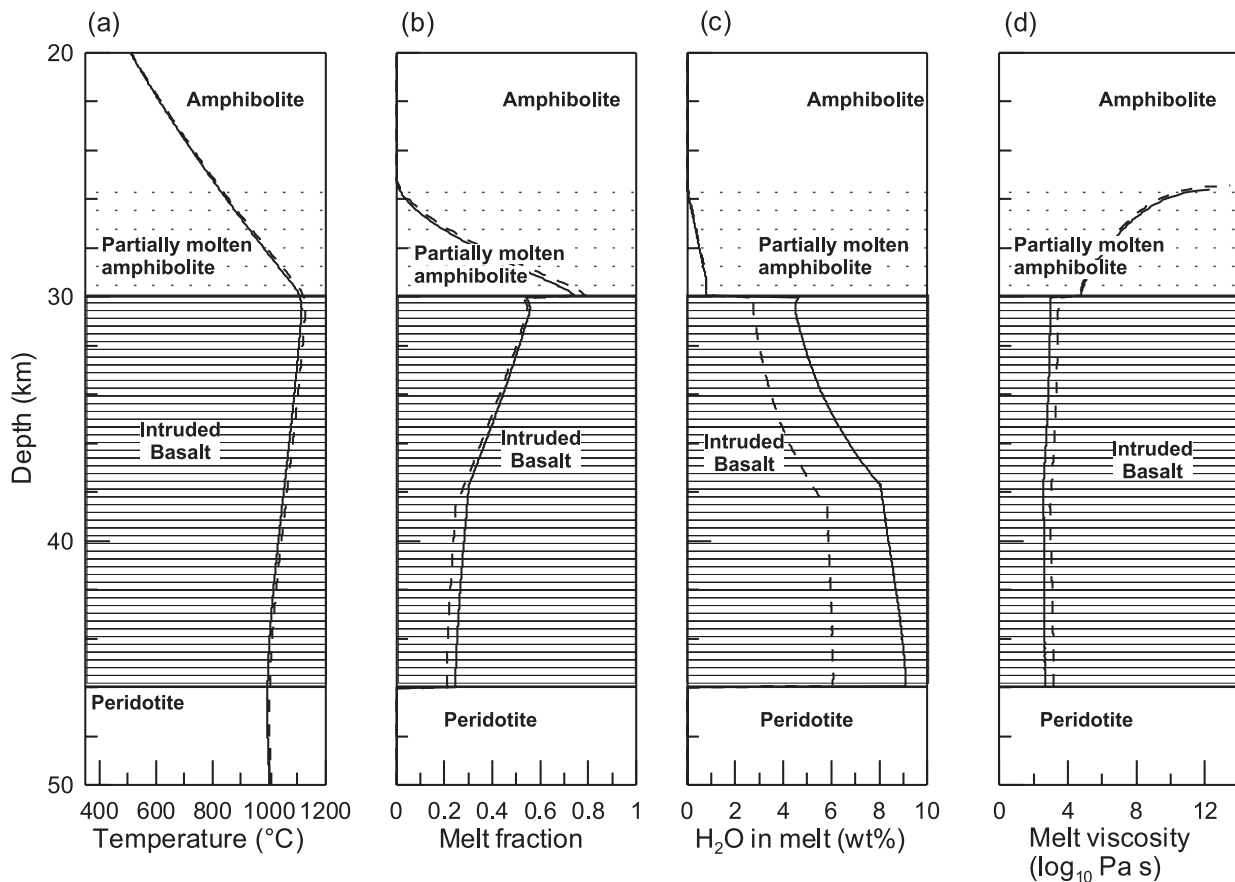 (a)
(b)
(c)
(d)
20
30
40
50
Depth (km)
Amphibolite
Partially molten
amphibolite
Intruded
Basalt
Peridotite
400 600 800 1000 1200
Temperature (°C)
Amphibolite
Partially molten
amphibolite
Intruded
Basalt
Peridotite
0 0.2 0.4 0.6 0.8 1
Melt fraction
Amphibolite
Partially molten
amphibolite
Intruded
Basalt
Peridotite
0 2 4 6 8 10
H₂O in melt (wt%)
Amphibolite
Partially molten
amphibolite
Intruded
Basalt
Peridotite
0 4 8 12
Melt viscosity
(log₁₀ Pa s)